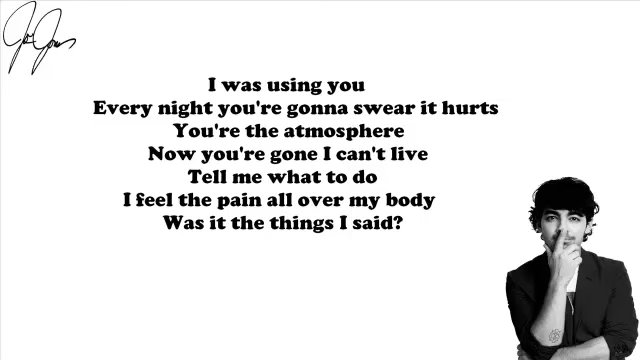 Joe Jonas
I was using you
Every night you're gonna swear it hurts
You're the atmosphere
Now you're gone I can't live
Tell me what to do
I feel the pain all over my body
Was it the things I said?